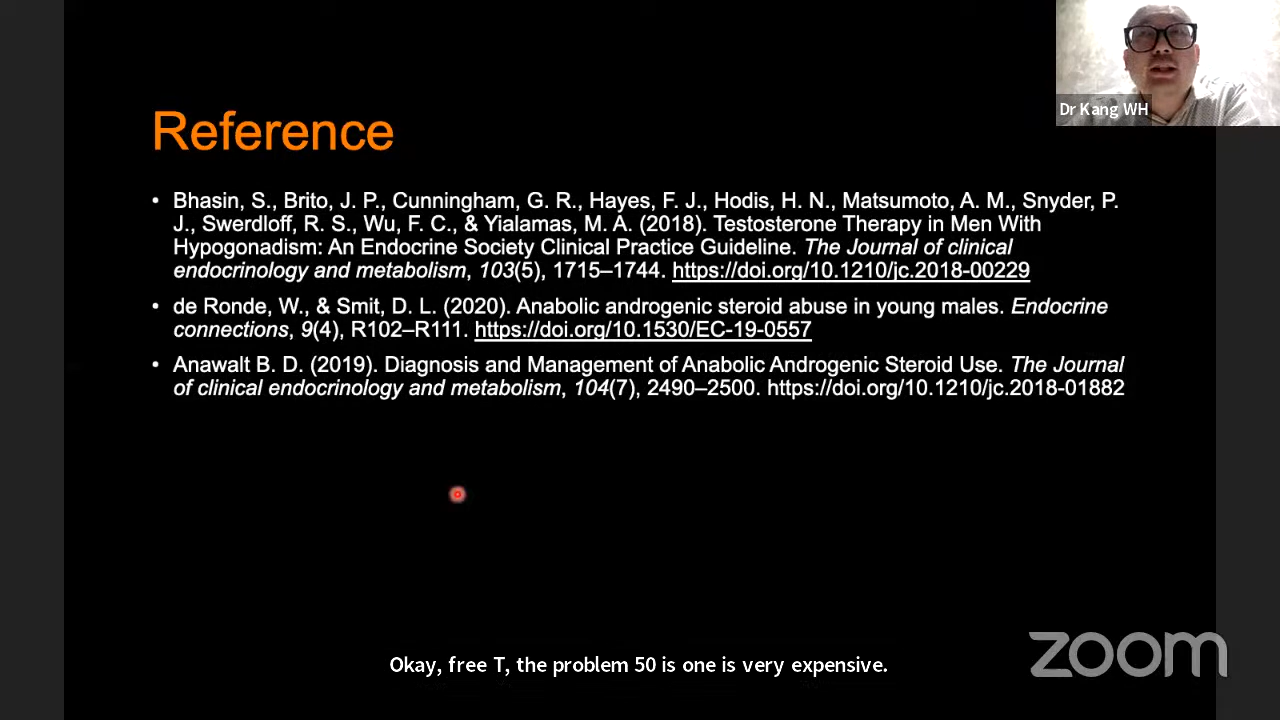 Dr Kang WH
Reference
• Bhasin, S., Brito, J. P., Cunningham, G. R., Hayes, F. J., Hodis, H. N., Matsumoto, A. M., Snyder, P.
J., Swerdloff, R. S., Wu, F. C., & Yialamas, M. A. (2018). Testosterone Therapy in Men With
Hypogonadism: An Endocrine Society Clinical Practice Guideline. The Journal of clinical
endocrinology and metabolism, 103(5), 1715–1744. https://doi.org/10.1210/jc.2018-00229
• de Ronde, W., & Smit, D. L. (2020). Anabolic androgenic steroid abuse in young males. Endocrine
connections, 9(4), R102–R111. https://doi.org/10.1530/EC-19-0557
• Anawalt B. D. (2019). Diagnosis and Management of Anabolic Androgenic Steroid Use. The Journal
of clinical endocrinology and metabolism, 104(7), 2490–2500. https://doi.org/10.1210/jc.2018-01882
Okay, free T, the problem 50 is one is very expensive.
zoom